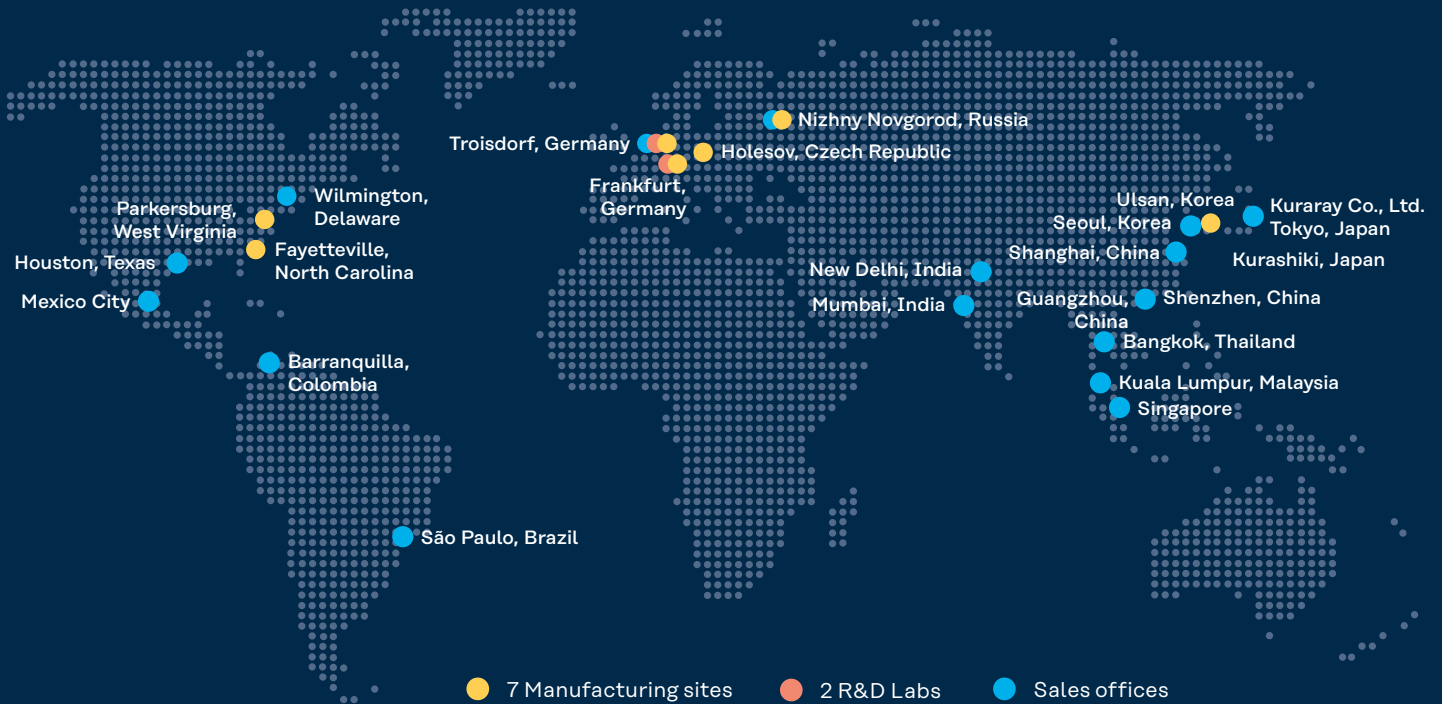 Nizhny Novgorod, Russia
Troisdorf, Germany
Holesov, Czech Republic
Frankfurt,
Germany
Wilmington,
Delaware
Parkersburg,
West Virginia
Fayetteville,
North Carolina
Houston, Texas
Mexico City
Barranquilla,
Colombia
São Paulo, Brazil
Ulsan, Korea
Seoul, Korea
Kuraray Co., Ltd.
Tokyo, Japan
Shanghai, China
Kurashiki, Japan
New Delhi, India
Mumbai, India
Guangzhou,
China
Shenzhen, China
Bangkok, Thailand
Kuala Lumpur, Malaysia
Singapore
7 Manufacturing sites
2 R&D Labs
Sales offices